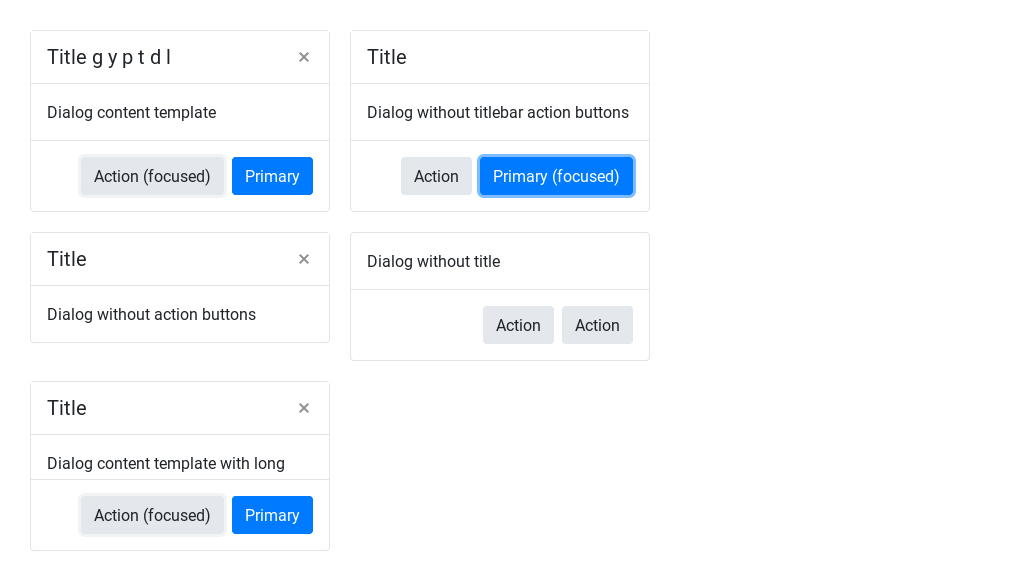 Title g y p t d l
Dialog content template
Action (focused) Primary
Title
Dialog without titlebar action buttons
Action Primary (focused)
Title
Dialog without action buttons
Dialog without title
Action Action
Title
Dialog content template with long
Action (focused) Primary